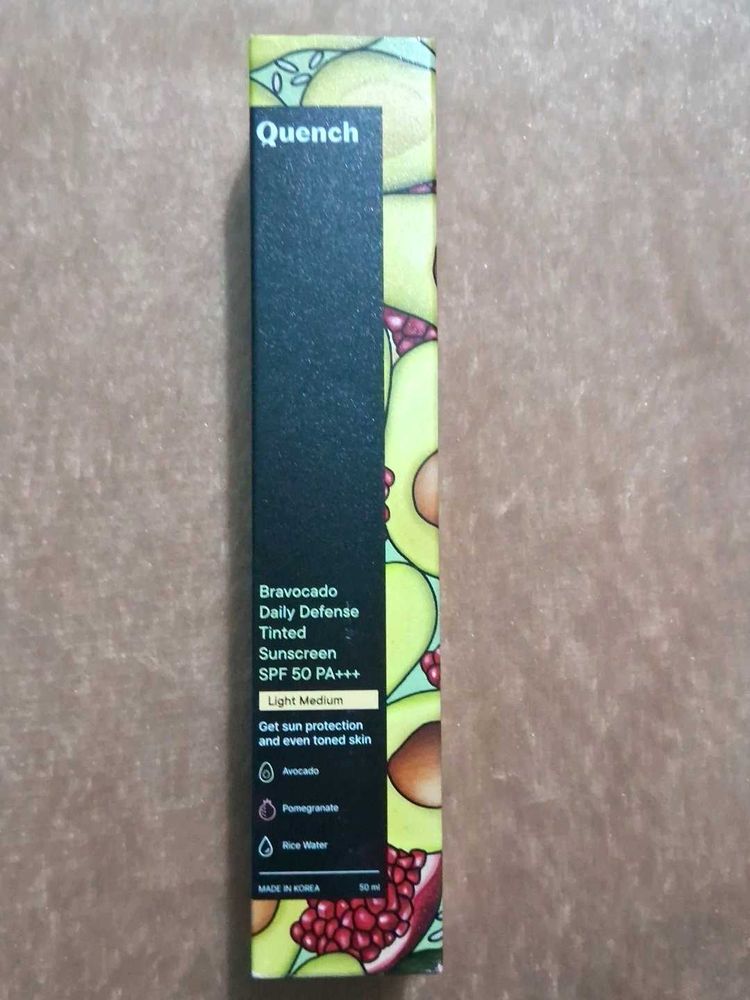 Quench
Bravocado
Daily Defense
Tinted
Sunscreen
SPF 50 PA+++
Light Medium
Get sun protection
and even toned skin
Avocado
Pomegranate
Rice Water
MADE IN KOREA 50 ml